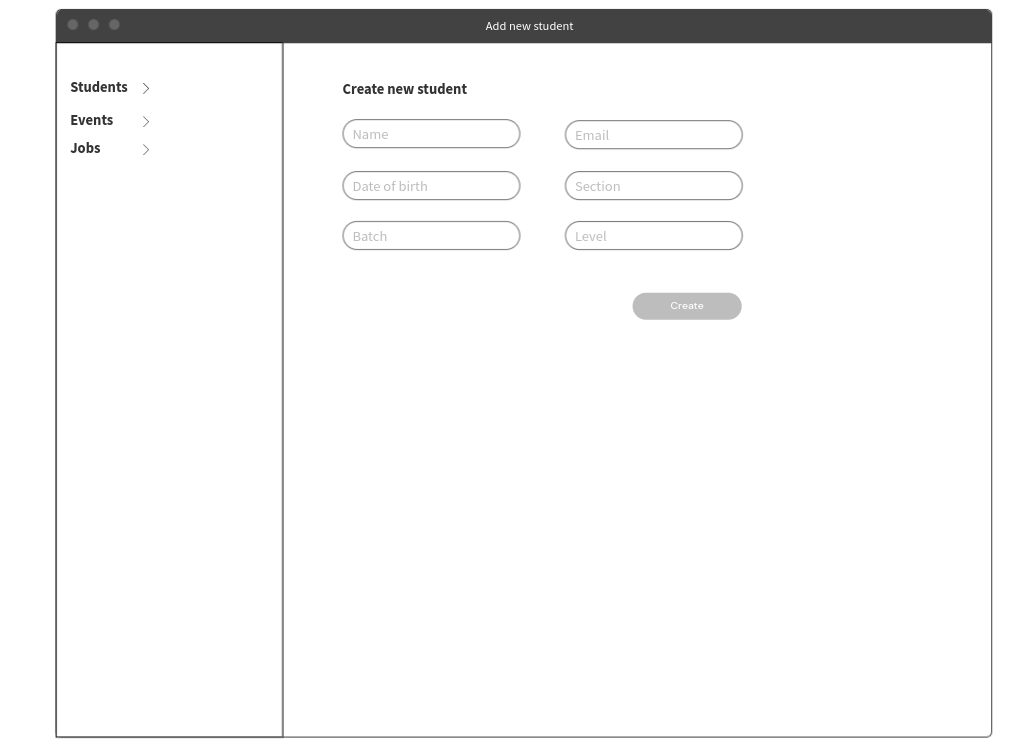 Add new student
Students
Events
Jobs
Create new student
Name
Email
Date of birth
Section
Batch
Level
Create